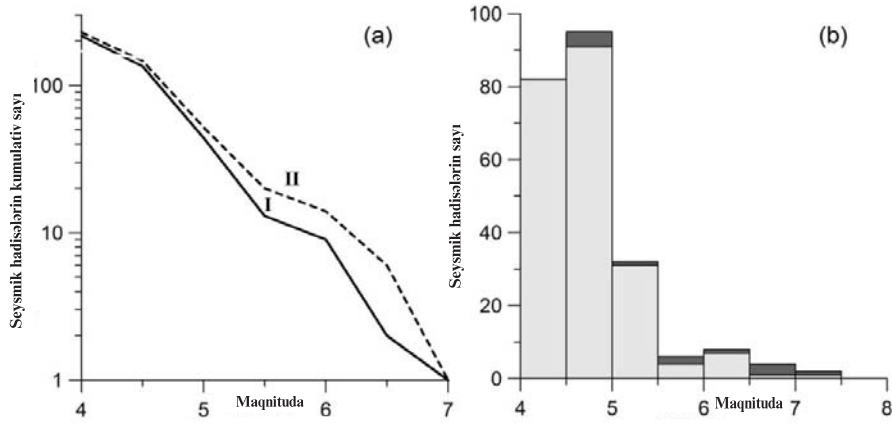 (a)
Seysmik hadisələrin kumulativ sayı
100
10
1
II
I
4 5 6 7
Maqnituda
(b)
Seysmik hadisələrin sayı
100
80
60
40
20
0
4 5 6 7 8
Maqnituda